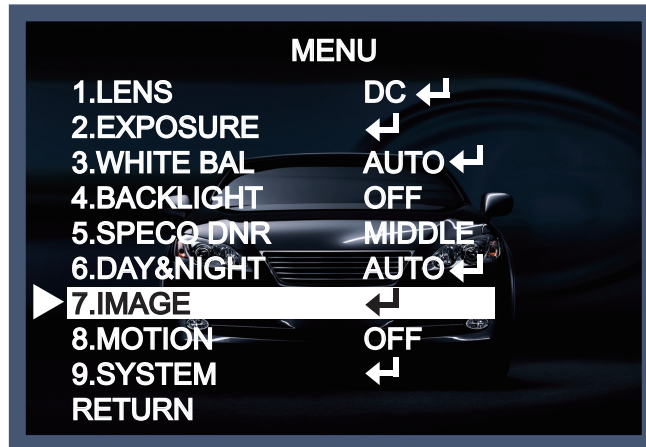 MENU
1.LENS DC ↵
2.EXPOSURE ↵
3.WHITE BAL AUTO ↵
4.BACKLIGHT OFF
5.SPECO DNR MIDDLE
6.DAY&NIGHT AUTO ↵
7.IMAGE ↵
8.MOTION OFF
9.SYSTEM ↵
RETURN